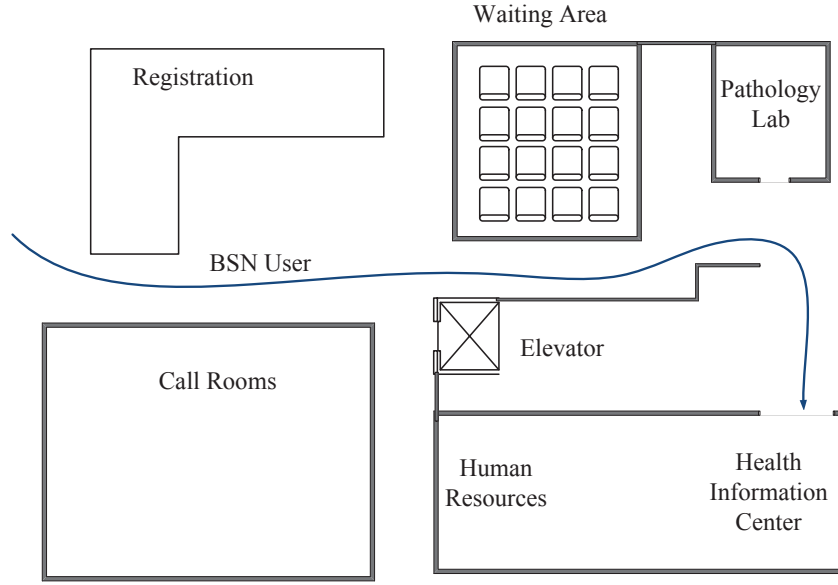 Waiting Area
Registration
Pathology
Lab
BSN User
Elevator
Call Rooms
Human
Resources
Health
Information
Center